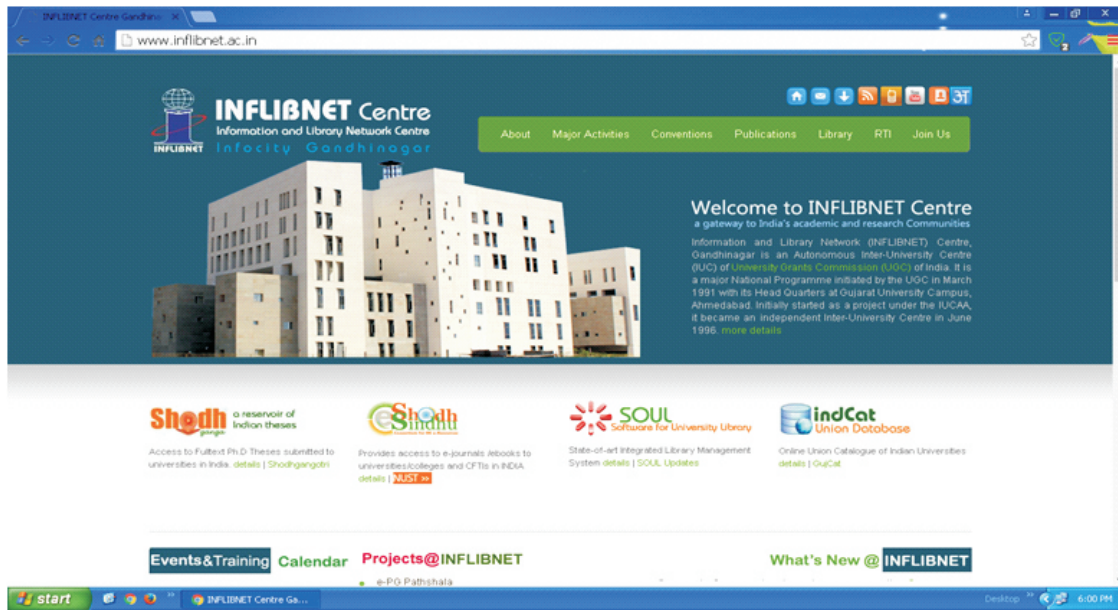 INFLIBNET Centre Gandhina
www.inflibnet.ac.in
2
INFLIBNET Centre
Information and Library Network Centre
Infocity Gandhinagar
INFLIBNET
अ
About Major Activities Conventions Publications Library RTI Join Us
Welcome to INFLIBNET Centre
a gateway to India's academic and research Communities
Information and Library Network (INFLIBNET) Centre,
Gandhinagar is an Autonomous Inter-University Centre
(IUC) of University Grants Commission (UGC) of India. It is
a major National Programme initiated by the UGC in March
1991 with its Head Quarters at Gujarat University Campus,
Ahmedabad. Initially started as a project under the IUCAA,
it became an independent Inter-University Centre in June
1996. more details
Shodh ganga
a reservoir of
Indian theses
Access to Fulltext Ph.D Theses submitted to
universities in India. details | Shodhgangotri
e Shodh
Sindhu
Provides access to e-journals /ebooks to
universities/colleges and CFTIs in INDIA
details | NUST »
SOUL
Software for University Library
State-of-art Integrated Library Management
System details | SOUL Updates
indCat
Union Database
Online Union Catalogue of Indian Universities
details | GujCat
Events&Training Calendar
Projects@INFLIBNET
e-PG Pathshala
What's New @ INFLIBNET
start
INFLIBNET Centre Ga...
Desktop
6:00 PM